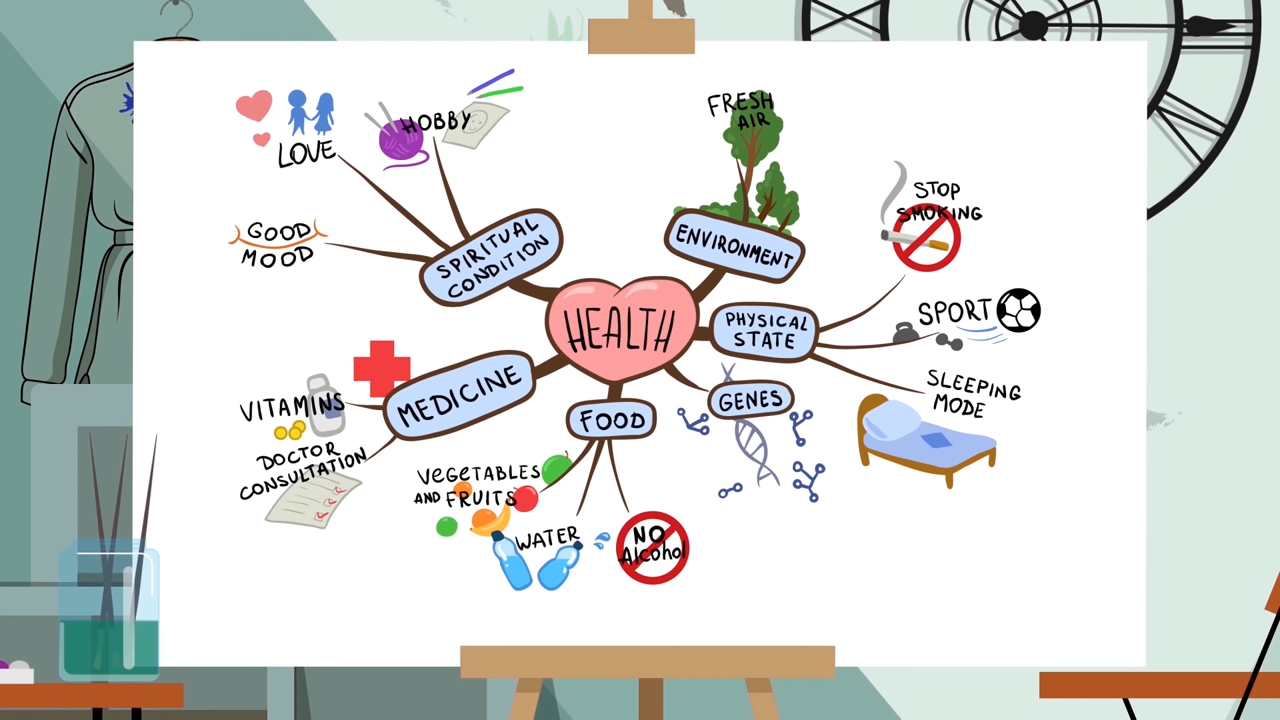 LOVE
HOBBY
GOOD
MOOD
SPIRITUAL
CONDITION
FRESH
AIR
ENVIRONMENT
STOP
SMOKING
HEALTH
PHYSICAL
STATE
SPORT
SLEEPING
MODE
MEDICINE
VITAMINS
DOCTOR
CONSULTATION
FOOD
GENES
VEGETABLES
AND FRUITS
WATER
NO
Alcohol